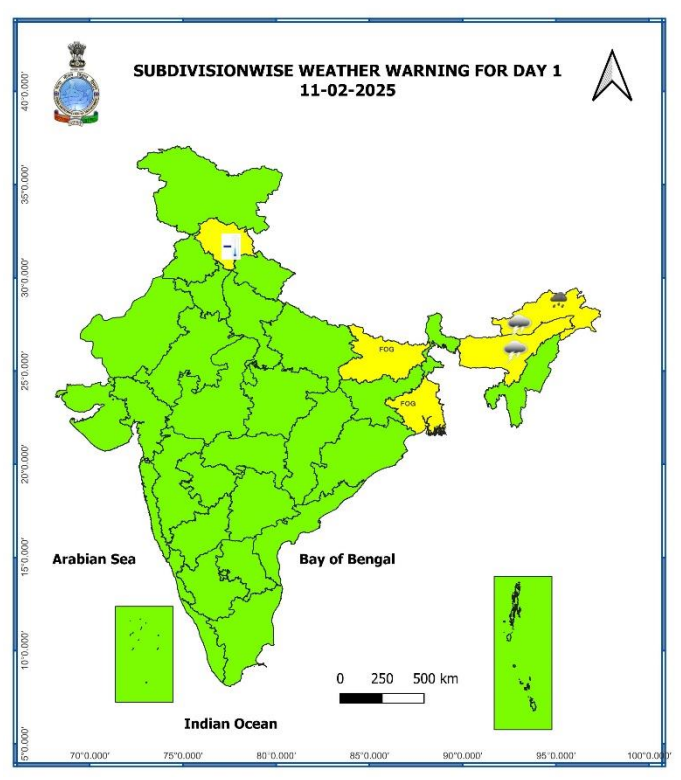 SUBDIVISIONWISE WEATHER WARNING FOR DAY 1
11-02-2025
40°0.000'
35°0.000'
30°0.000'
25°0.000'
20°0.000'
15°0.000'
10°0.000'
5°0.000'
FOG
FOG
Arabian Sea
Bay of Bengal
0 250 500 km
Indian Ocean
70°0.000' 75°0.000' 80°0.000' 85°0.000' 90°0.000' 95°0.000' 100°0.000'